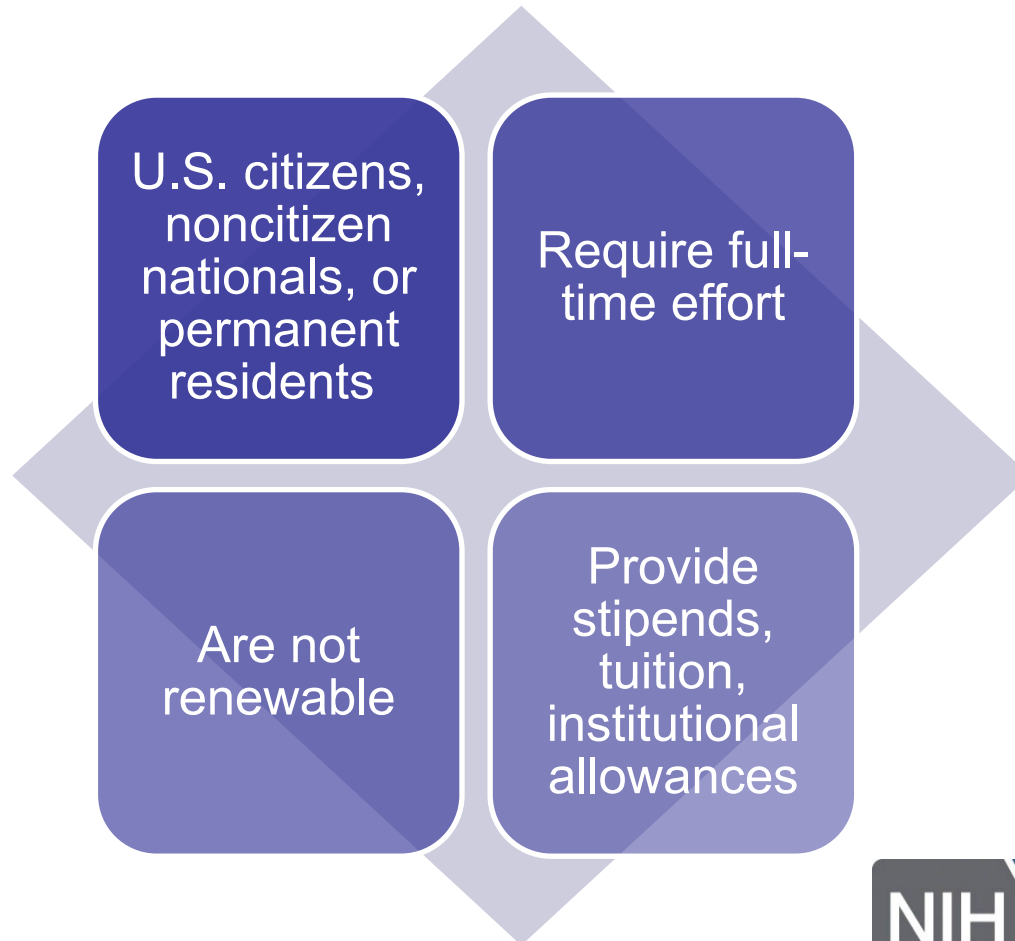 U.S. citizens,
noncitizen
nationals, or
permanent
residents
Require full-
time effort
Are not
renewable
Provide
stipends,
tuition,
institutional
allowances
NIH